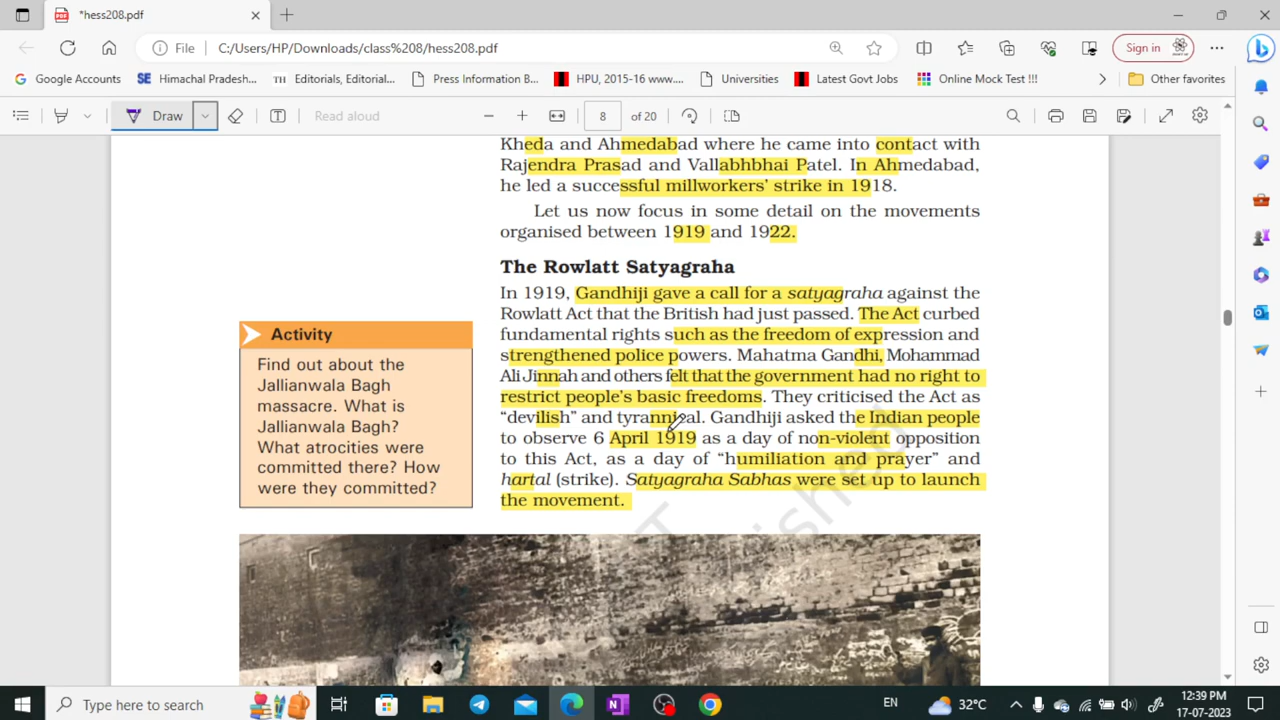 *hess208.pdf
File
C:/Users/HP/Downloads/class%208/hess208.pdf
Sign in
Google Accounts
SE Himachal Pradesh...
TH Editorials, Editorial...
Press Information B...
HPU, 2015-16 www....
Universities
Latest Govt Jobs
Online Mock Test !!!
Other favorites
Draw
Read aloud
8 of 20
Kheda and Ahmedabad where he came into contact with
Rajendra Prasad and Vallabhbhai Patel. In Ahmedabad,
he led a successful millworkers' strike in 1918.
Let us now focus in some detail on the movements
organised between 1919 and 1922.
The Rowlatt Satyagraha
In 1919, Gandhiji gave a call for a satyagraha against the
Rowlatt Act that the British had just passed. The Act curbed
fundamental rights such as the freedom of expression and
strengthened police powers. Mahatma Gandhi, Mohammad
Ali Jinnah and others felt that the government had no right to
restrict people's basic freedoms. They criticised the Act as
“devilish” and tyrannical. Gandhiji asked the Indian people
to observe 6 April 1919 as a day of non-violent opposition
to this Act, as a day of “humiliation and prayer” and
hartal (strike). Satyagraha Sabhas were set up to launch
the movement.
Activity
Find out about the
Jallianwala Bagh
massacre. What is
Jallianwala Bagh?
What atrocities were
committed there? How
were they committed?
Type here to search
EN
32°C
12:39 PM
17-07-2023